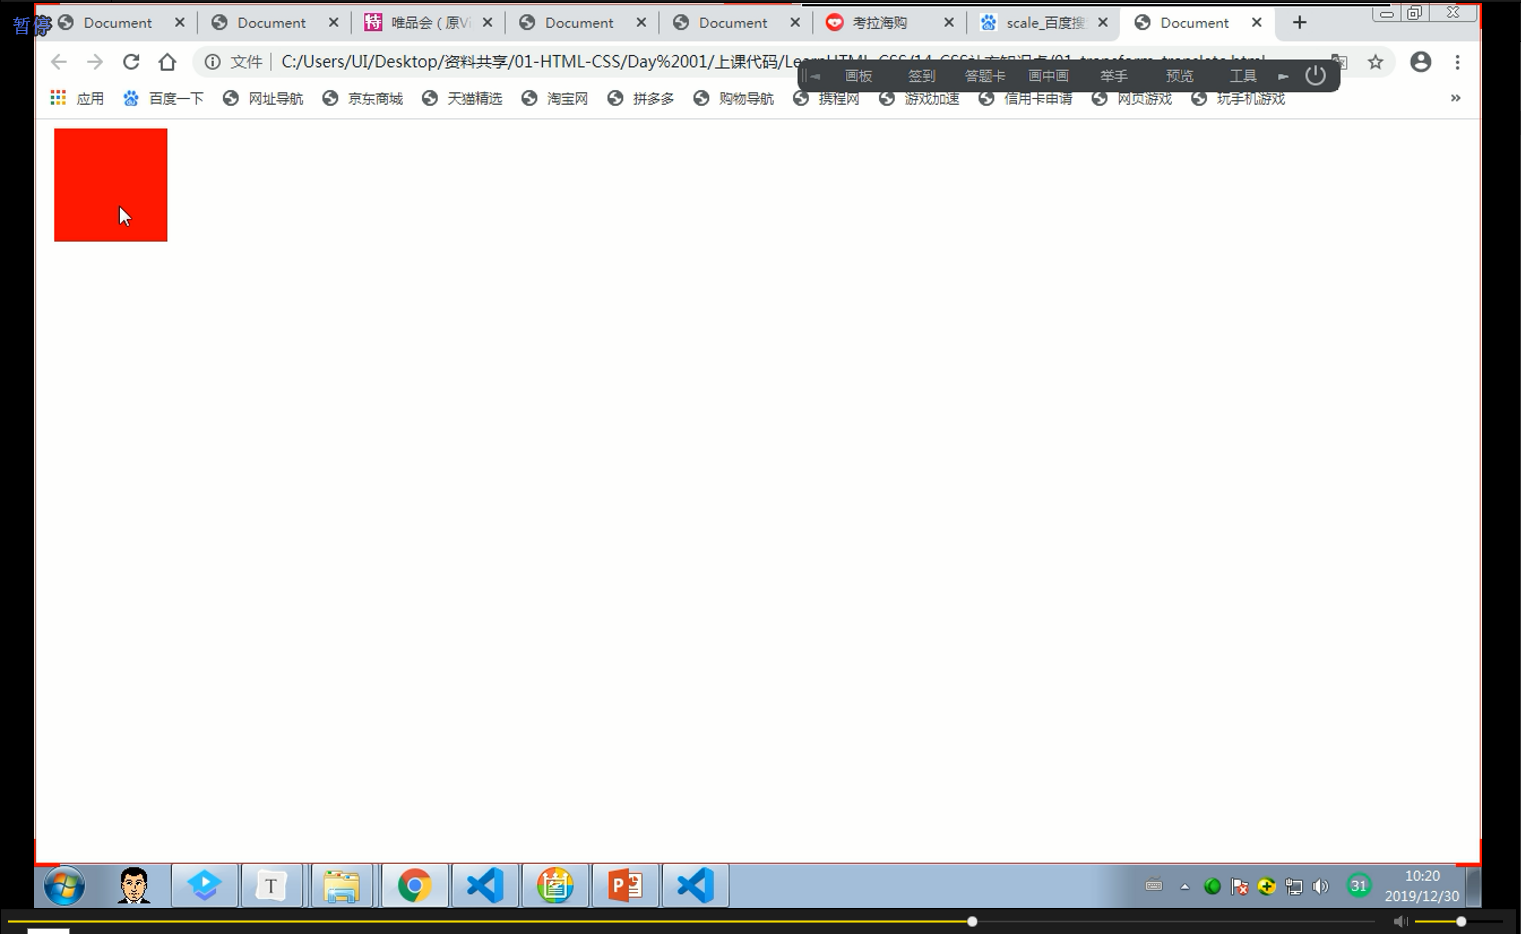 暂停
Document
Document
唯品会（原Vi
Document
Document
考拉海购
scale_百度搜
Document
文件
C:/Users/UI/Desktop/资料共享/01-HTML-CSS/Day%2001/上课代码/LearnHTML-CSS/14-CSS
画板 签到 答题卡 画中画 举手 预览 工具
应用 百度一下 网址导航 京东商城 天猫精选 淘宝网 拼多多 购物导航 携程网 游戏加速 信用卡申请 网页游戏 玩手机游戏 »
31
10:20
2019/12/30